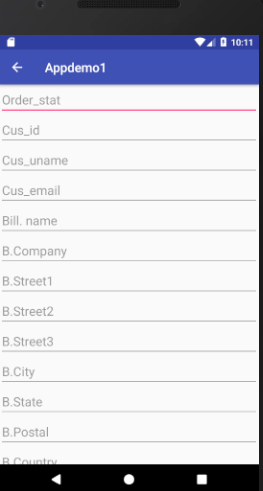 10:11
Appdemo1
Order_stat
Cus_id
Cus_uname
Cus_email
Bill. name
B.Company
B.Street1
B.Street2
B.Street3
B.City
B.State
B.Postal
B.Country